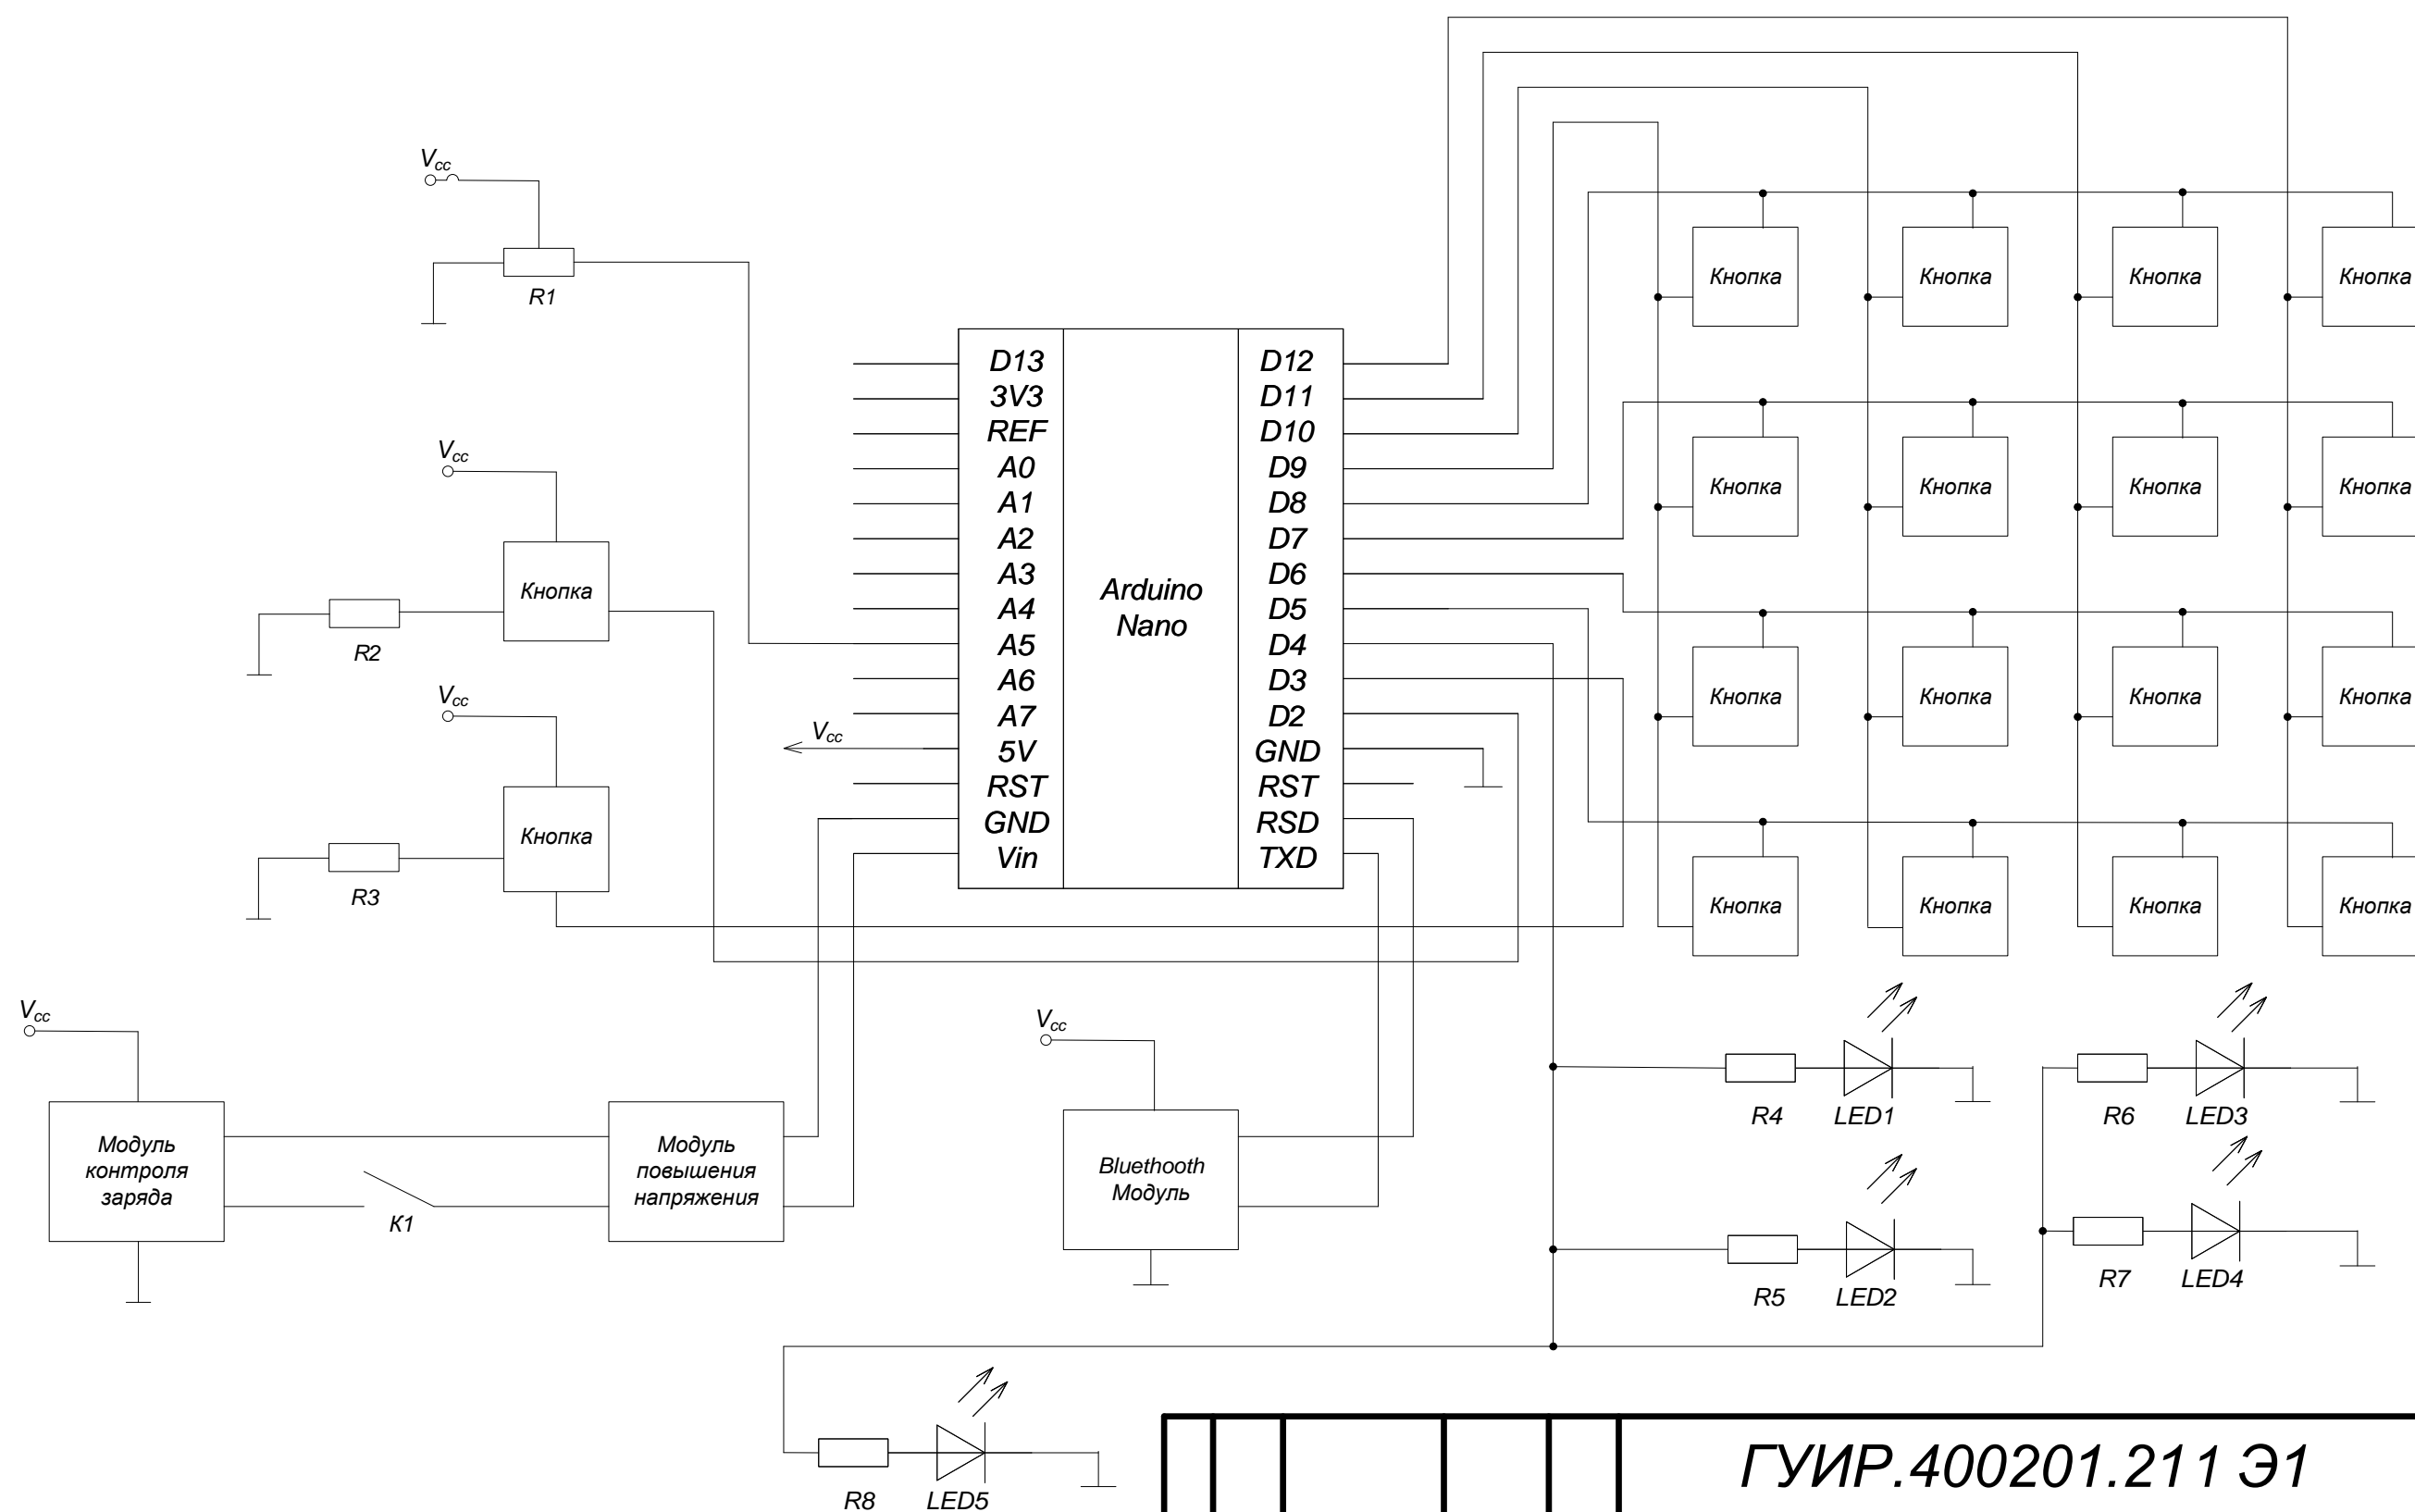 Vcc
R1
Vcc
Кнопка
R2
Vcc
Кнопка
R3
D13
3V3
REF
A0
A1
A2
A3
A4
A5
A6
A7
Vcc
5V
RST
GND
Vin
Arduino
Nano
D12
D11
D10
D9
D8
D7
D6
D5
D4
D3
D2
GND
RST
RSD
TXD
Кнопка Кнопка Кнопка Кнопка
Кнопка Кнопка Кнопка Кнопка
Кнопка Кнопка Кнопка Кнопка
Кнопка Кнопка Кнопка Кнопка
Vcc
Модуль
контроля
заряда
К1
Модуль
повышения
напряжения
Vcc
Bluethooth
Модуль
R4 LED1
R6 LED3
R5 LED2
R7 LED4
R8 LED5
ГУИР.400201.211 Э1